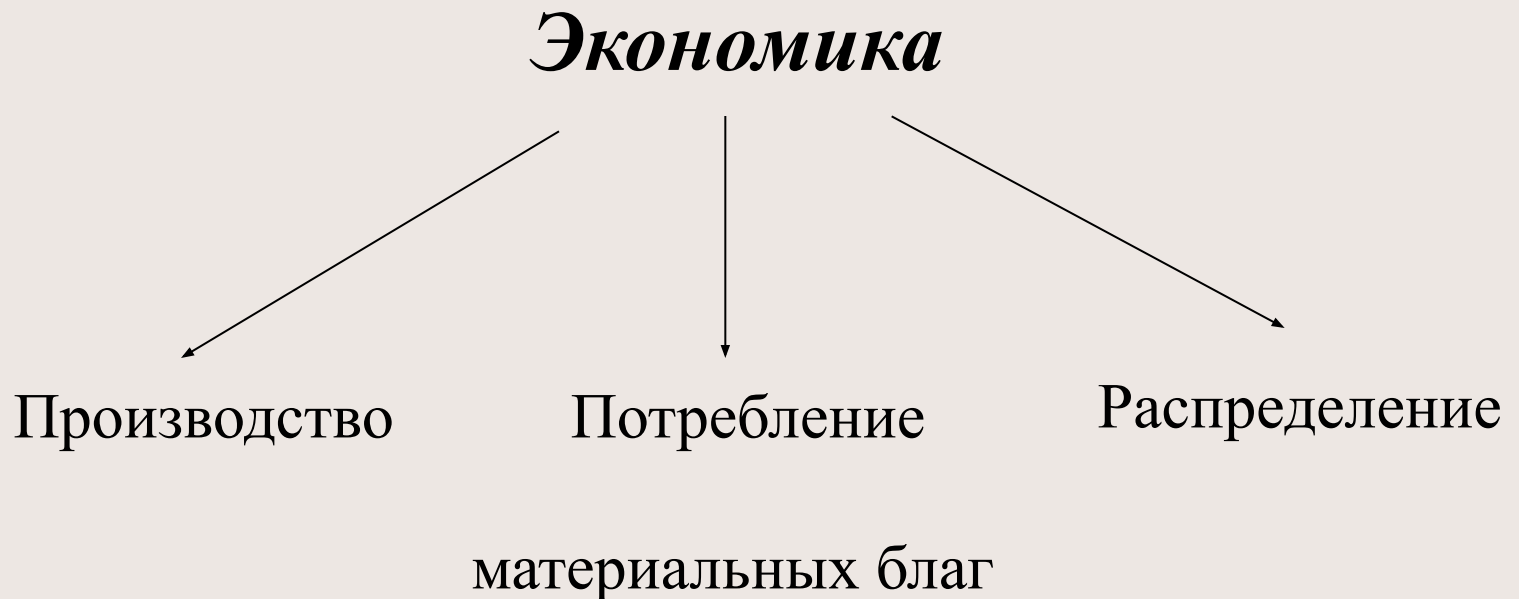 Экономика
Производство Потребление Распределение
материальных благ